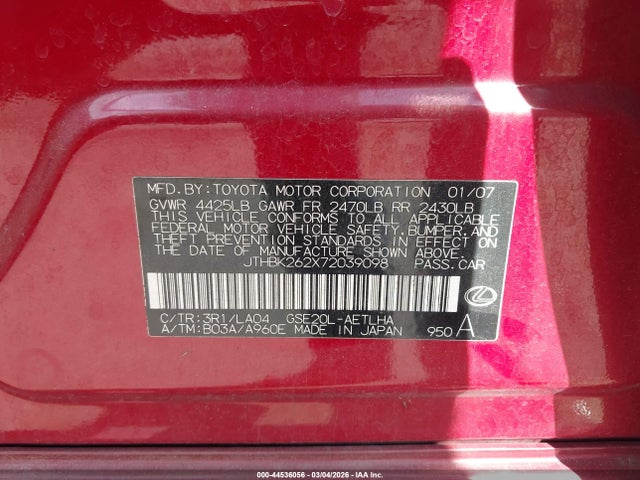 MFD.BY:TOYOTA MOTOR CORPORATION 01/07
GVWR 4425LB GAWR FR 2470LB RR 2430LB
THIS VEHICLE CONFORMS TO ALL APPLICABLE
FEDERAL MOTOR VEHICLE SAFETY,BUMPER,AND
THEFT PREVENTION STANDARDS IN EFFECT ON
THE DATE OF MANUFACTURE SHOWN ABOVE.
JTHBK262X72039098 PASS.CAR
C/TR:3R1/LA04 GSE20L-AETLHA
A/TM:B03A/A960E MADE IN JAPAN 950 A
000-44536056 - 03/04/2026 - IAA Inc.